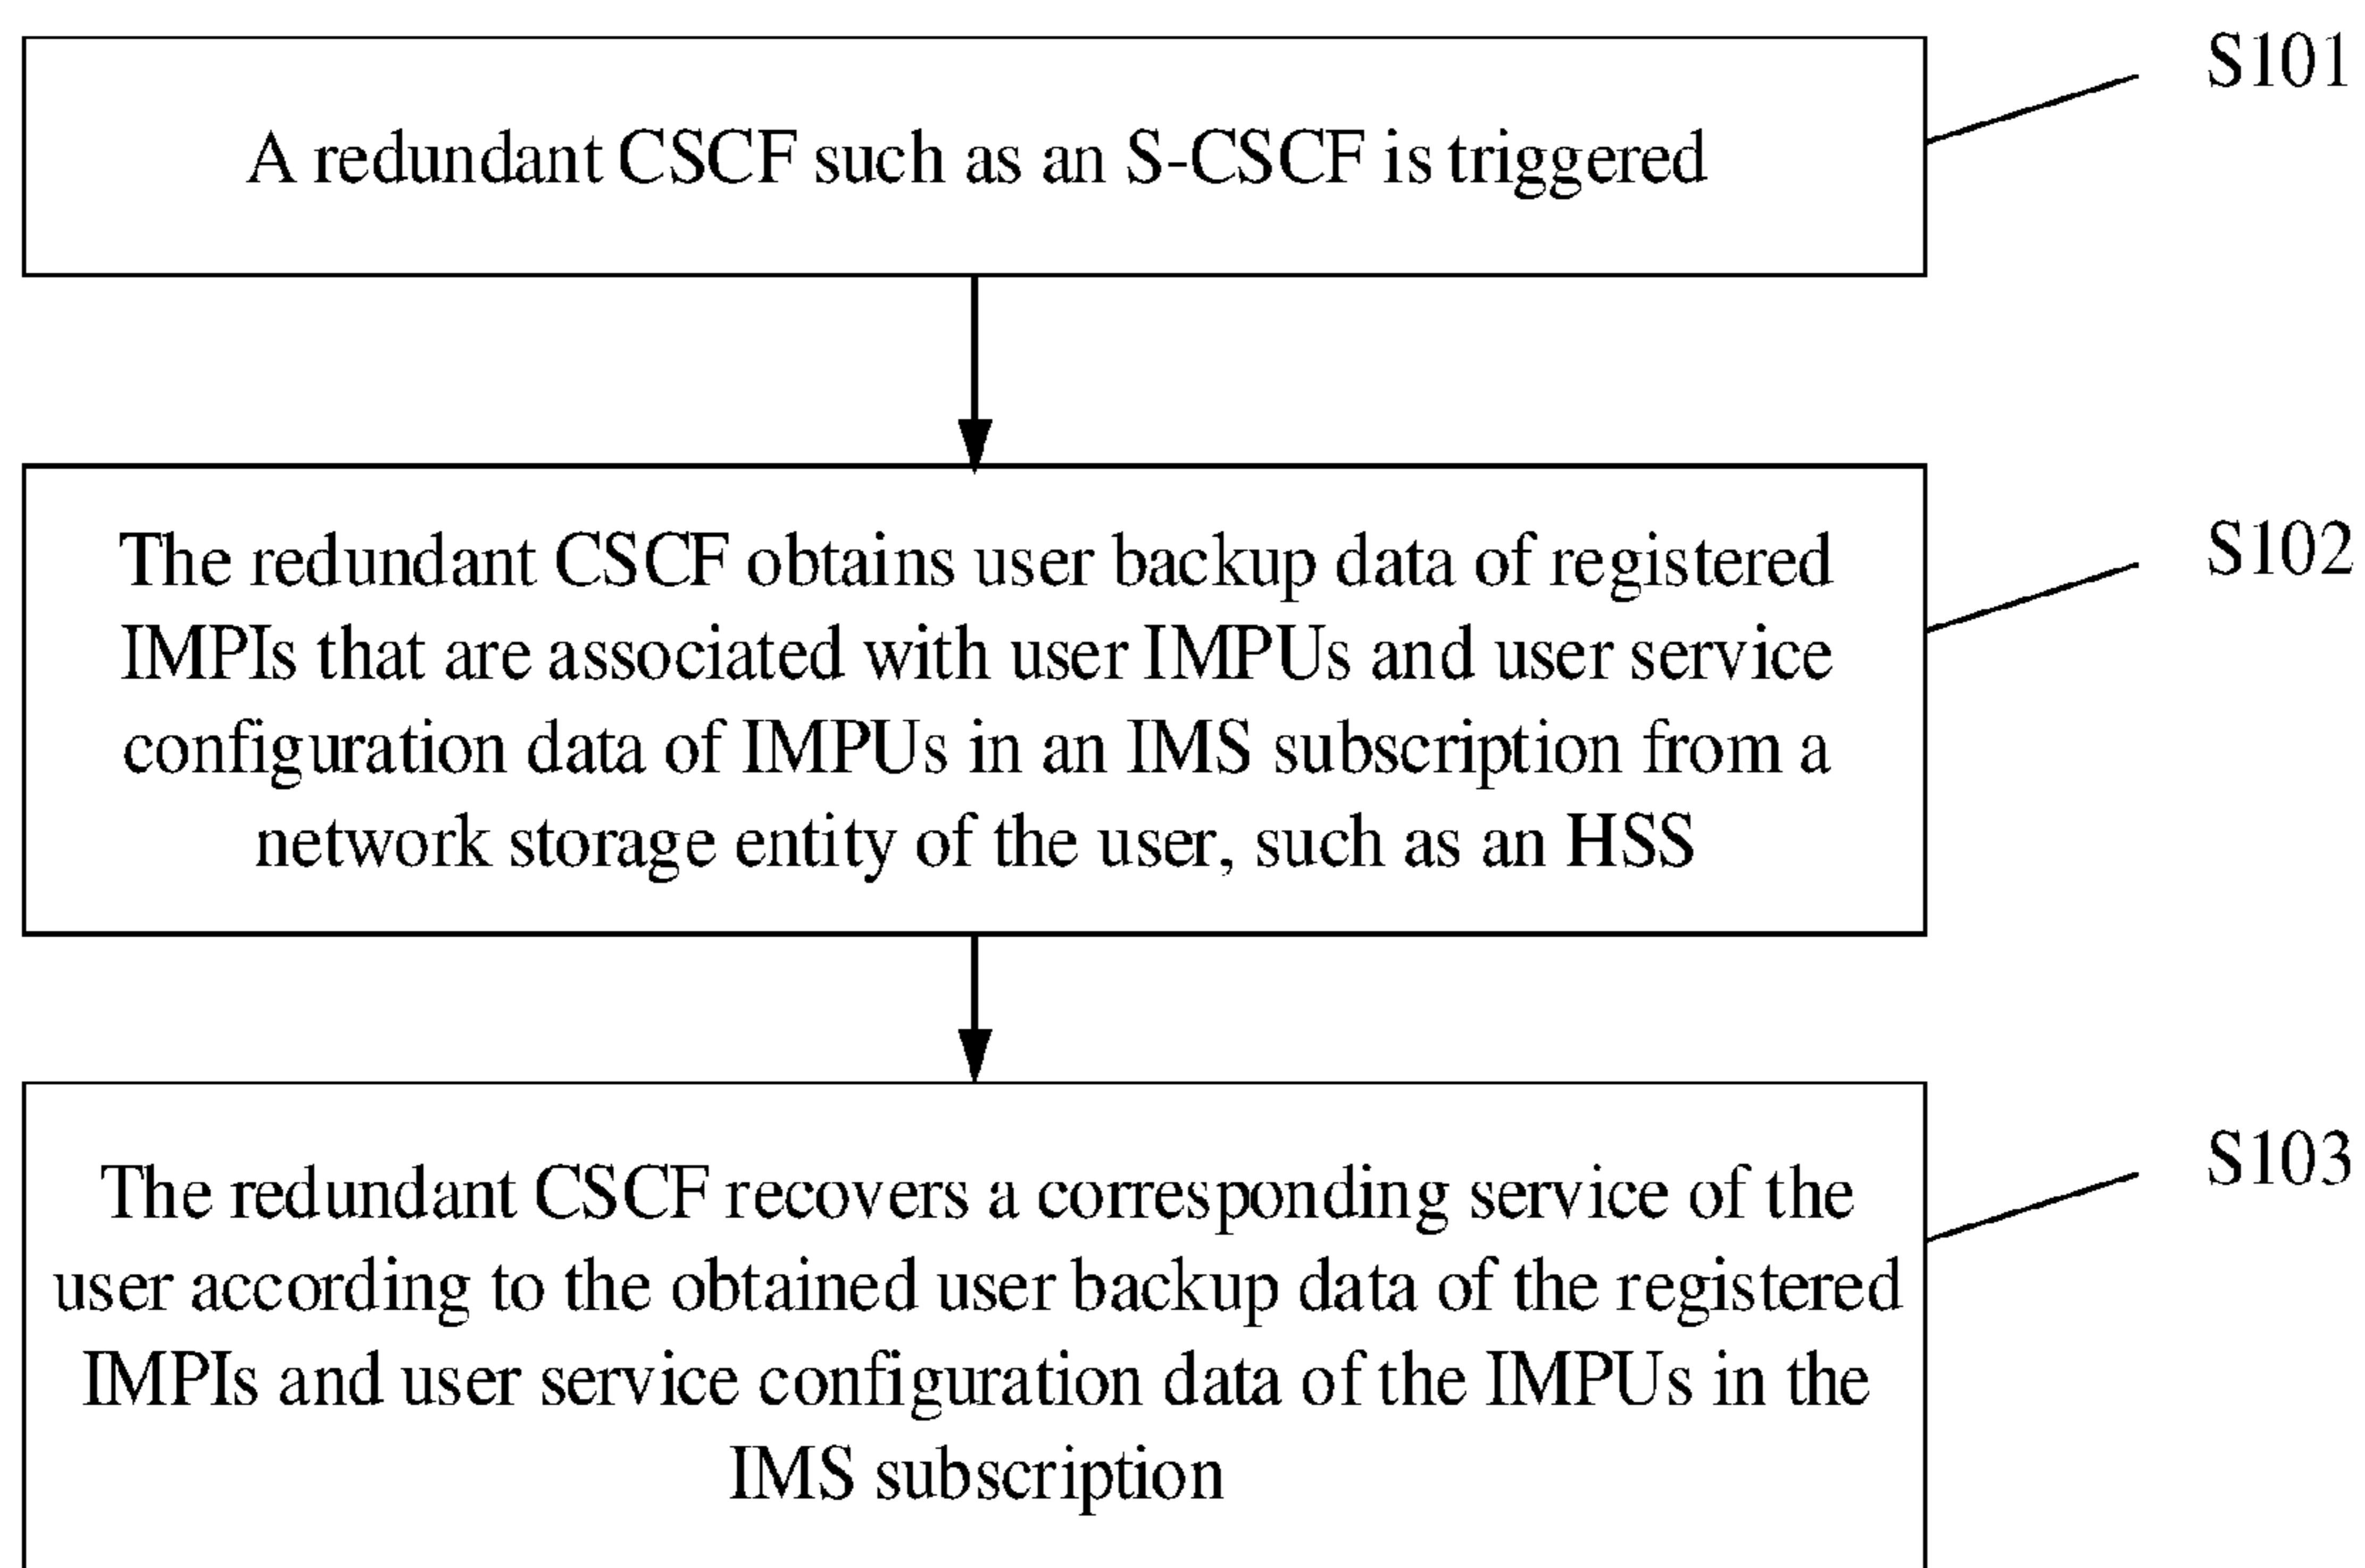 S101
A redundant CSCF such as an S-CSCF is triggered
S102
The redundant CSCF obtains user backup data of registered
IMPIs that are associated with user IMPUs and user service
configuration data of IMPUs in an IMS subscription from a
network storage entity of the user, such as an HSS
S103
The redundant CSCF recovers a corresponding service of the
user according to the obtained user backup data of the registered
IMPIs and user service configuration data of the IMPUs in the
IMS subscription